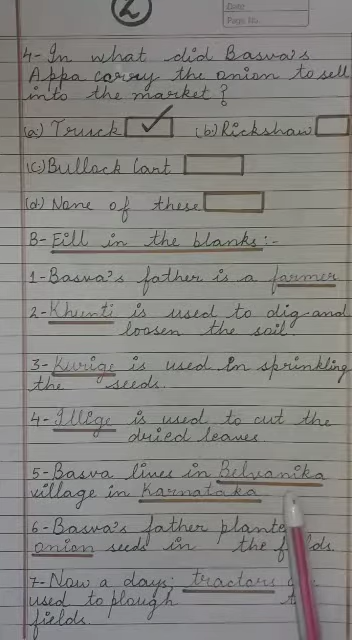 2
Date
Page No.
4- In what did Basva's
Appa carry the onion to sell
into the market?
(a) Truck ✓ (b) Rickshaw
(c) Bullock Cart
(d) None of these
B- Fill in the blanks:-
1- Basva's father is a farmer
2- Khunti is used to dig and
loosen the soil.
3- Kurige is used in sprinkling
the seeds.
4- Illige is used to cut the
dried leaves.
5- Basva lives in Belvanika
village in Karnataka
6- Basva's father plante
onion seeds in the fields.
7- Now a days, tractors
used to plough
fields.